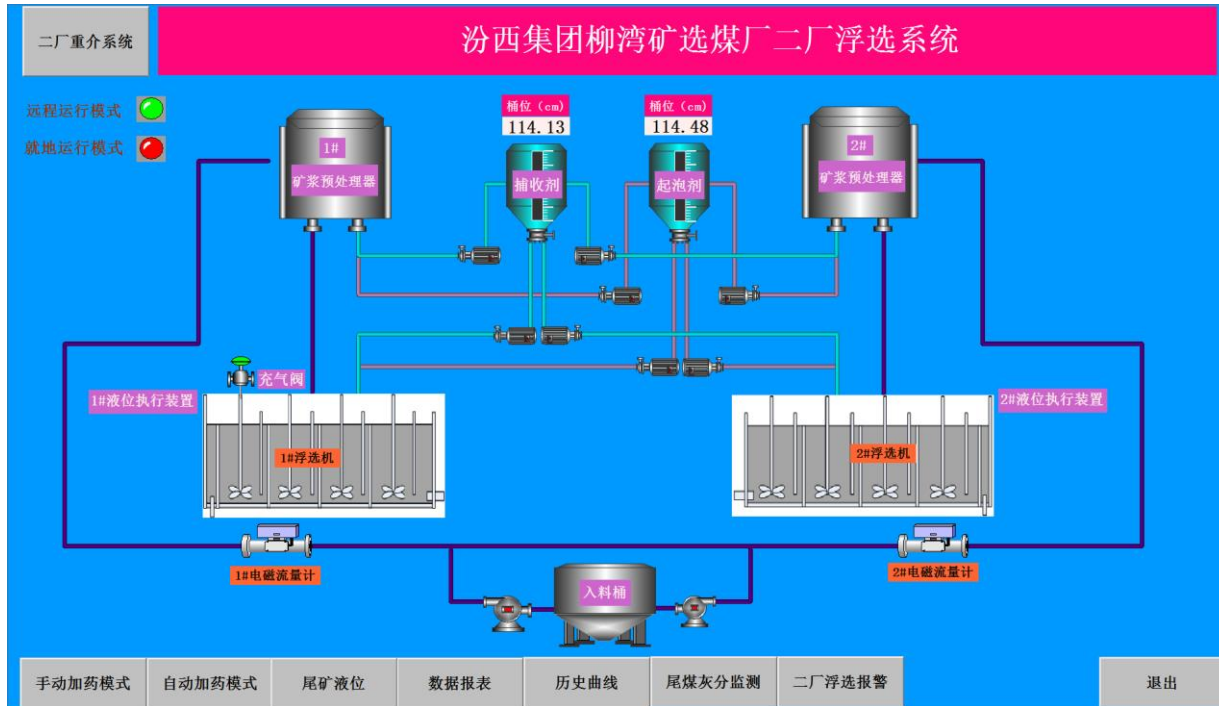 二厂重介系统
汾西集团柳湾矿选煤厂二厂浮选系统
远程运行模式
就地运行模式
桶位（cm）
114.13
桶位（cm）
114.48
1#
矿浆预处理器
捕收剂
起泡剂
2#
矿浆预处理器
充气阀
1#液位执行装置
2#液位执行装置
1#浮选机
2#浮选机
1#电磁流量计
2#电磁流量计
入料桶
手动加药模式
自动加药模式
尾矿液位
数据报表
历史曲线
尾煤灰分监测
二厂浮选报警
退出